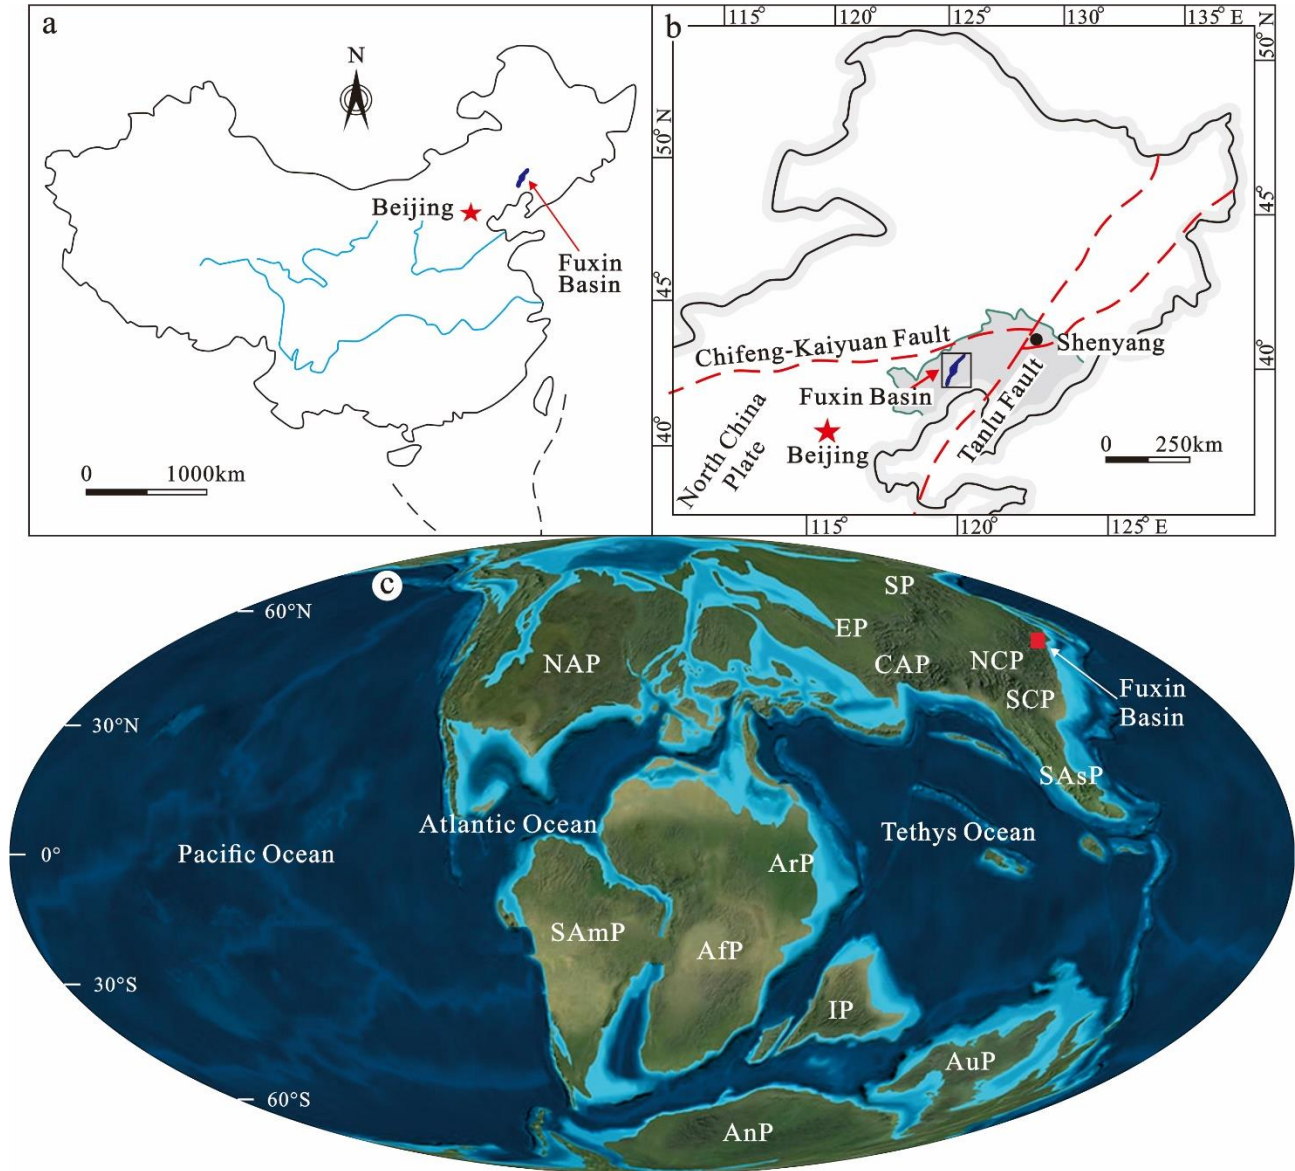 a
N
Beijing
Fuxin
Basin
0 1000km
b
115° 120° 125° 130° 135° E
50° N
45°
40°
50° N
45°
40°
Chifeng-Kaiyuan Fault
Shenyang
Fuxin Basin
Tanlu Fault
North China
Plate
Beijing
0 250km
115° 120° 125° E
c
60°N
30°N
0°
30°S
60°S
SP
EP
NAP
CAP
NCP
SCP
Fuxin
Basin
SAsP
Atlantic Ocean
Tethys Ocean
Pacific Ocean
ArP
SAmP
AfP
IP
AuP
AnP